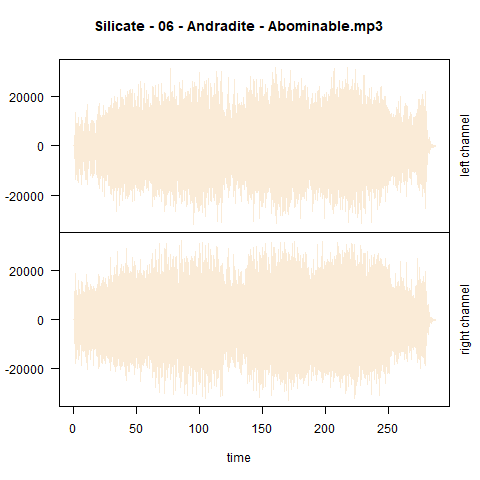 Silicate - 06 - Andradite - Abominable.mp3
20000
0
-20000
left channel
20000
0
-20000
right channel
0 50 100 150 200 250
time